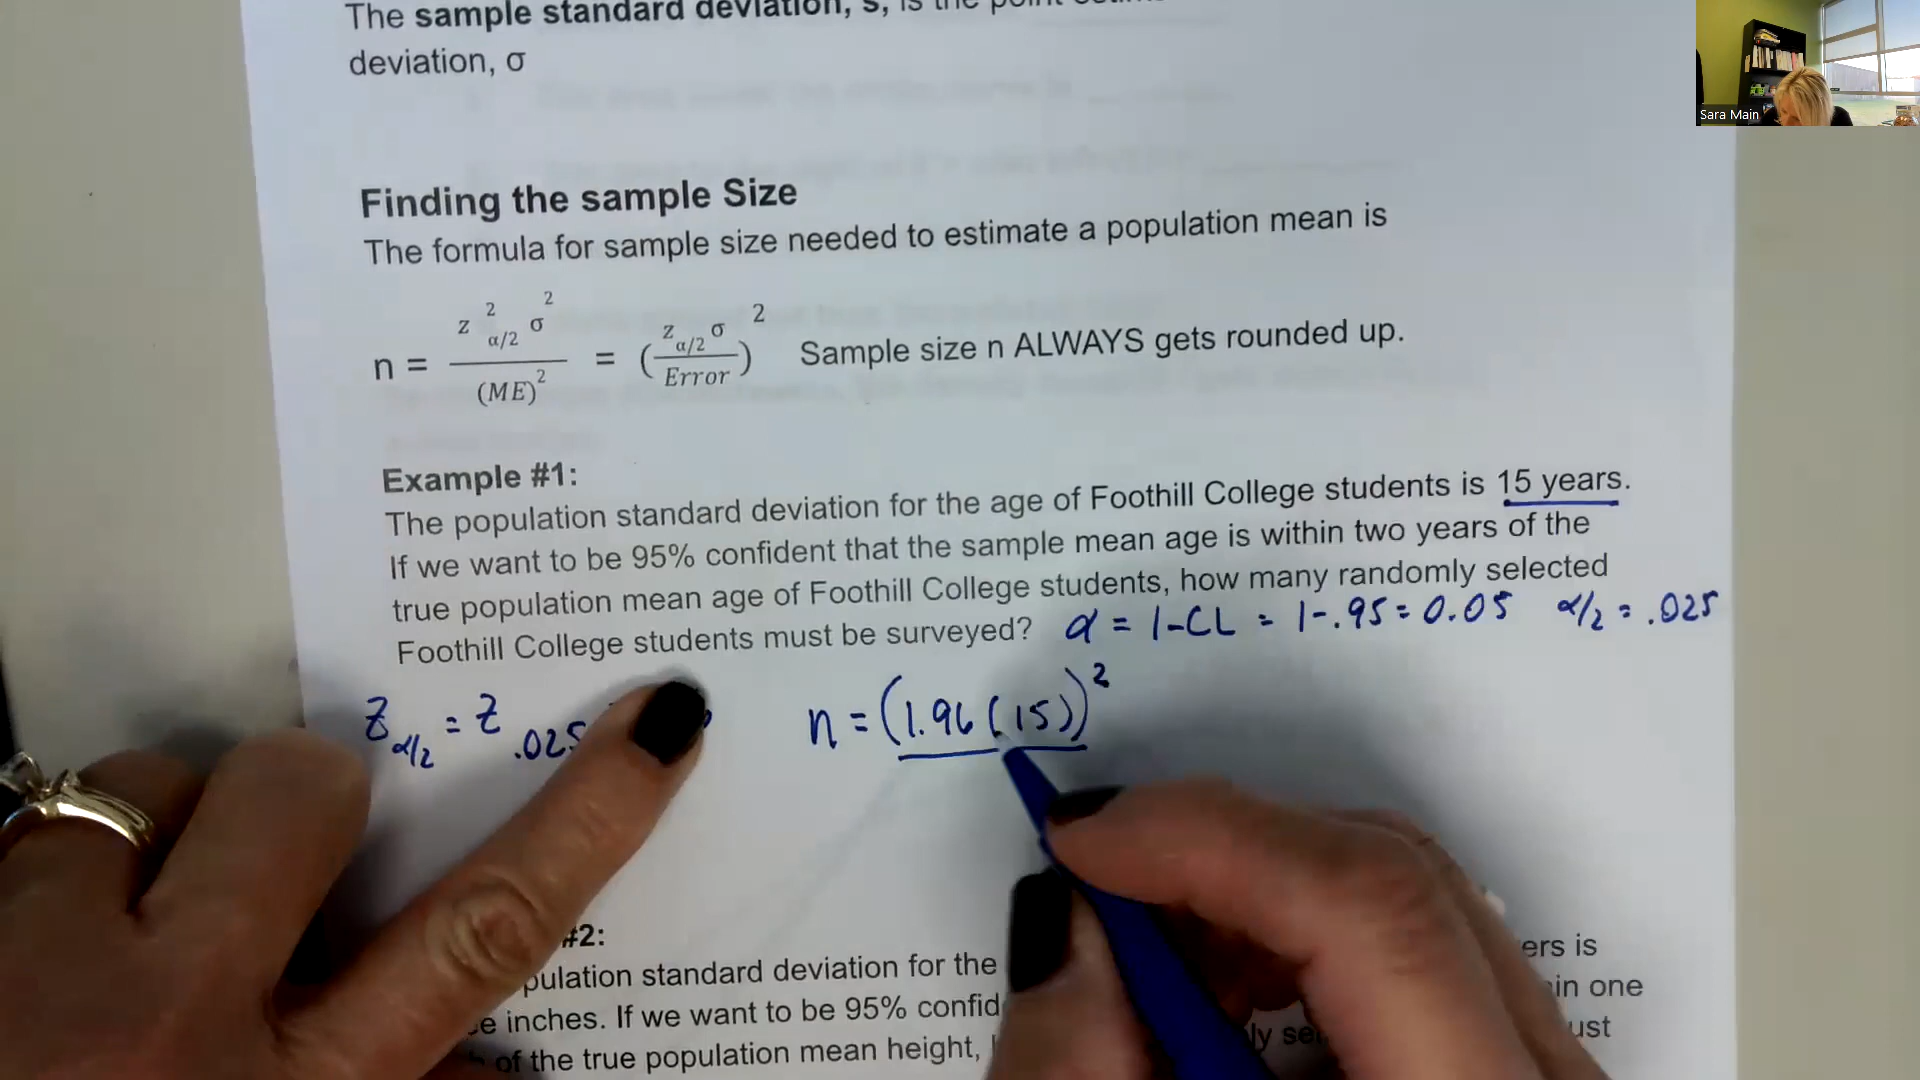 The sample standard deviation, s, is the point
deviation, σ
Sara Main
Finding the sample Size
The formula for sample size needed to estimate a population mean is
n = z²α/2 σ² / (ME)² = (zα/2 σ / Error)² Sample size n ALWAYS gets rounded up.
Example #1:
The population standard deviation for the age of Foothill College students is 15 years.
If we want to be 95% confident that the sample mean age is within two years of the
true population mean age of Foothill College students, how many randomly selected
Foothill College students must be surveyed? α = 1-CL = 1-.95 = 0.05 α/2 = .025
Zα/2 = Z.025 n = (1.96(15))²
#2:
pulation standard deviation for the ers is
e inches. If we want to be 95% confid in one
of the true population mean height, ust